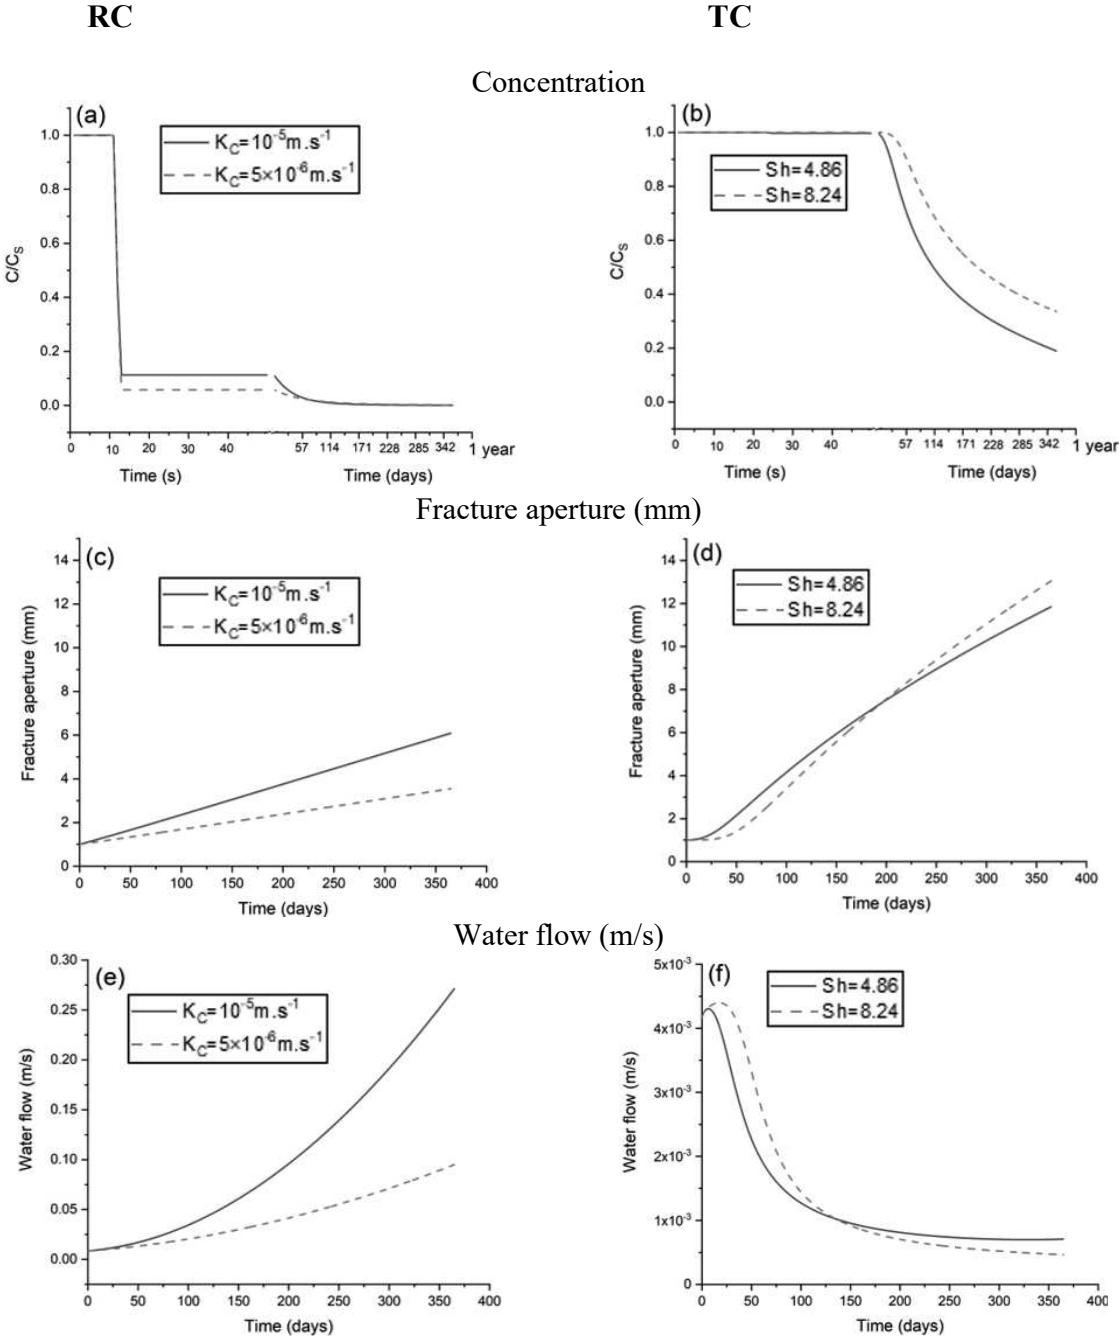 RC
TC
Concentration
(a)
K_C=10^-5 m.s^-1
K_C=5×10^-6 m.s^-1
C/C_S
1.0
0.8
0.6
0.4
0.2
0.0
0 10 20 30 40 57 114 171 228 285 342 1 year
Time (s) Time (days)
(b)
Sh=4.86
Sh=8.24
C/C_S
1.0
0.8
0.6
0.4
0.2
0.0
0 10 20 30 40 57 114 171 228 285 342 1 year
Time (s) Time (days)
Fracture aperture (mm)
(c)
K_C=10^-5 m.s^-1
K_C=5×10^-6 m.s^-1
Fracture aperture (mm)
14
12
10
8
6
4
2
0
0 50 100 150 200 250 300 350 400
Time (days)
(d)
Sh=4.86
Sh=8.24
Fracture aperture (mm)
14
12
10
8
6
4
2
0
0 50 100 150 200 250 300 350 400
Time (days)
Water flow (m/s)
(e)
K_C=10^-5 m.s^-1
K_C=5×10^-6 m.s^-1
Water flow (m/s)
0.30
0.25
0.20
0.15
0.10
0.05
0.00
0 50 100 150 200 250 300 350 400
Time (days)
(f)
Sh=4.86
Sh=8.24
Water flow (m/s)
5x10^-3
4x10^-3
3x10^-3
2x10^-3
1x10^-3
0
0 50 100 150 200 250 300 350 400
Time (days)